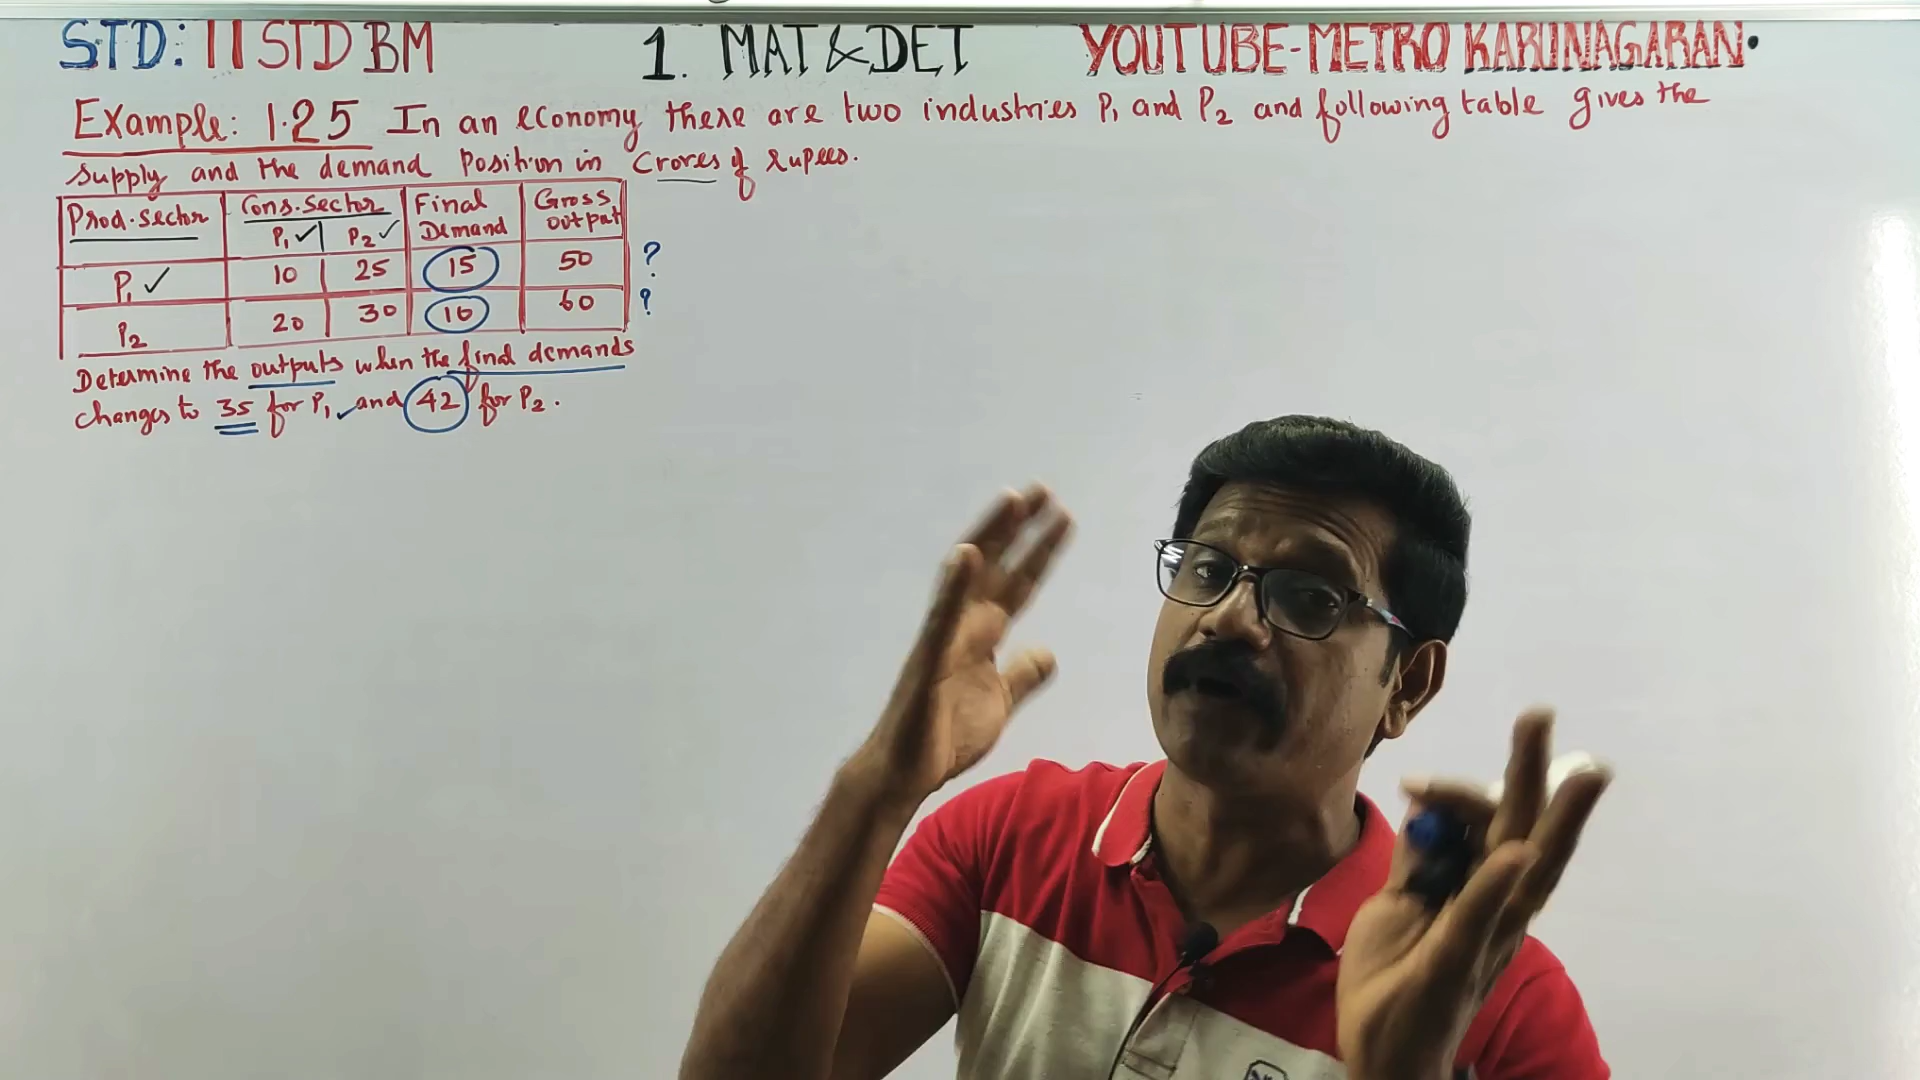 STD: 11 STD BM 1. MAT & DET YOUTUBE-METRO KARUNAGARAN.
Example: 1.25 In an economy there are two industries P1 and P2 and following table gives the
supply and the demand position in crores of rupees.
Prod.sector Cons.sector Final Demand Gross output
P1 ✓ P2 ✓
P1 ✓ 10 25 15 50 ?
P2 20 30 10 60 ?
Determine the outputs when the final demands
changes to 35 for P1 ✓ and 42 for P2.